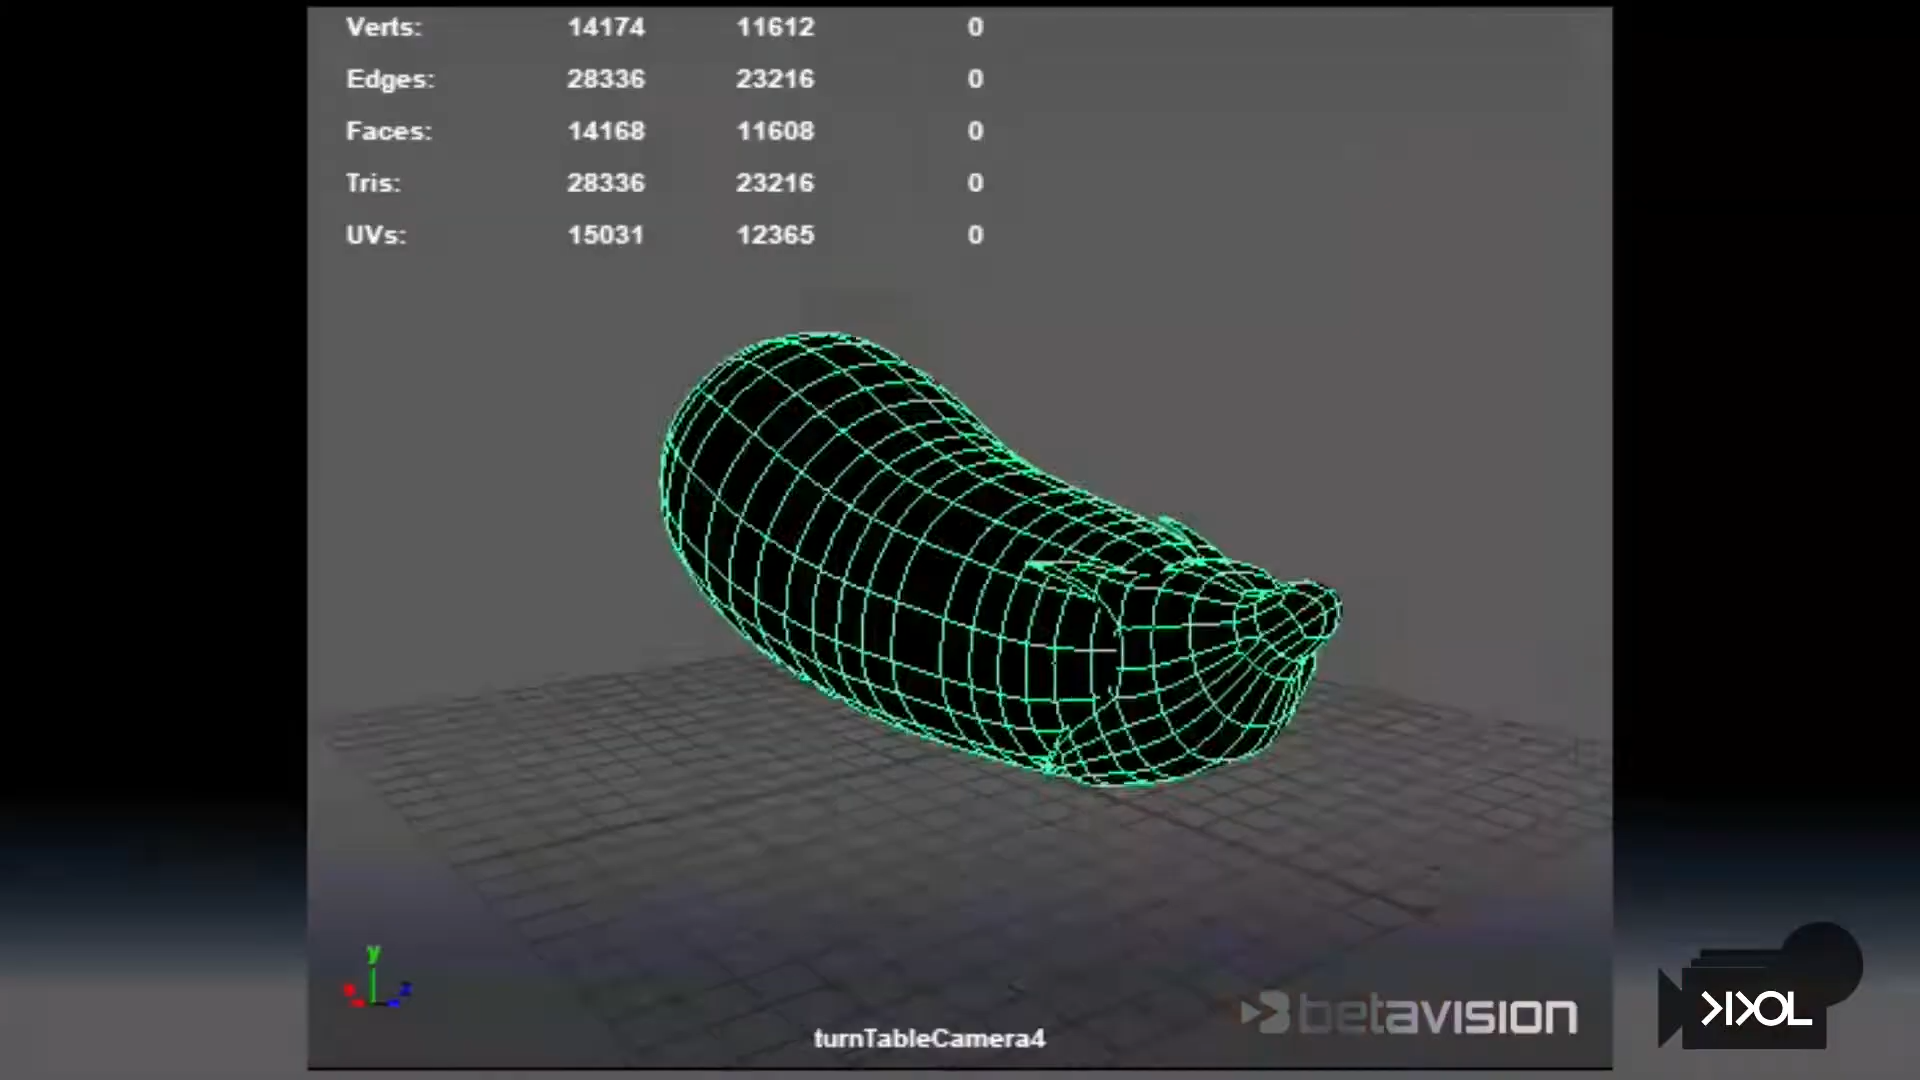 Verts: 14174 11612 0
Edges: 28336 23216 0
Faces: 14168 11608 0
Tris: 28336 23216 0
UVs: 15031 12365 0
y
z
betavision
turnTableCamera4